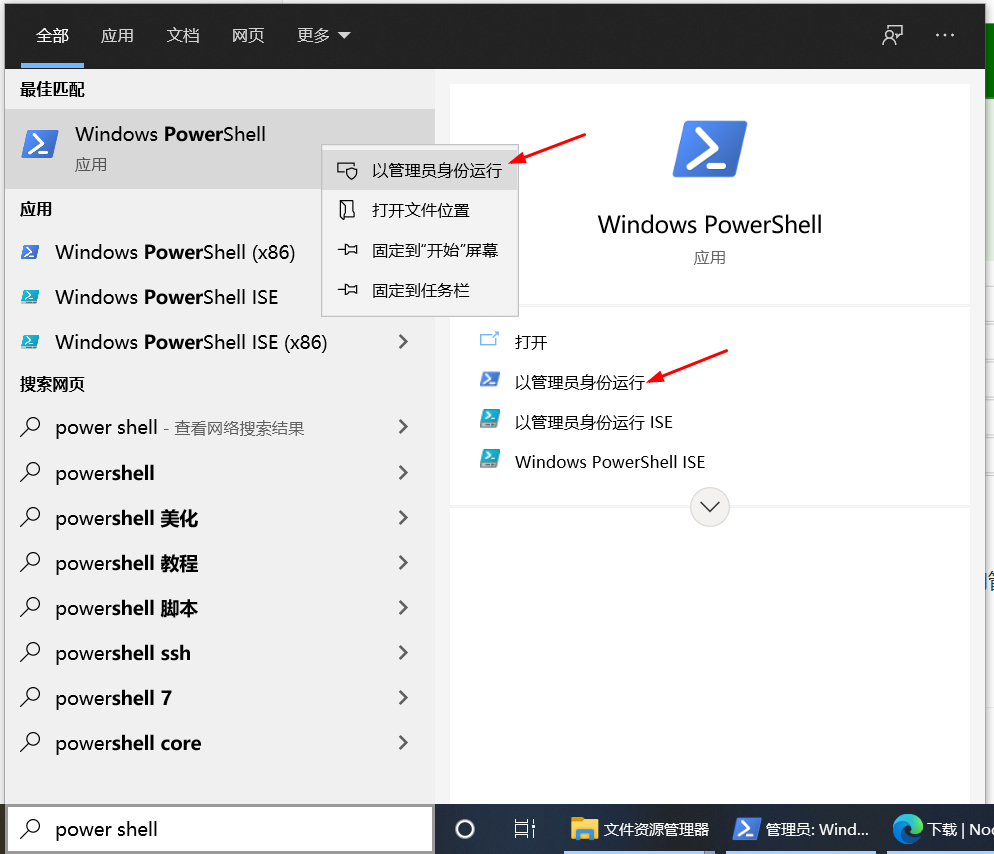 全部 应用 文档 网页 更多
最佳匹配
Windows PowerShell
应用
以管理员身份运行
打开文件位置
固定到“开始”屏幕
固定到任务栏
应用
Windows PowerShell (x86)
Windows PowerShell ISE
Windows PowerShell ISE (x86)
搜索网页
power shell - 查看网络搜索结果
powershell
powershell 美化
powershell 教程
powershell 脚本
powershell ssh
powershell 7
powershell core
Windows PowerShell
应用
打开
以管理员身份运行
以管理员身份运行 ISE
Windows PowerShell ISE
power shell
文件资源管理器
管理员: Wind...
下载 | Noc